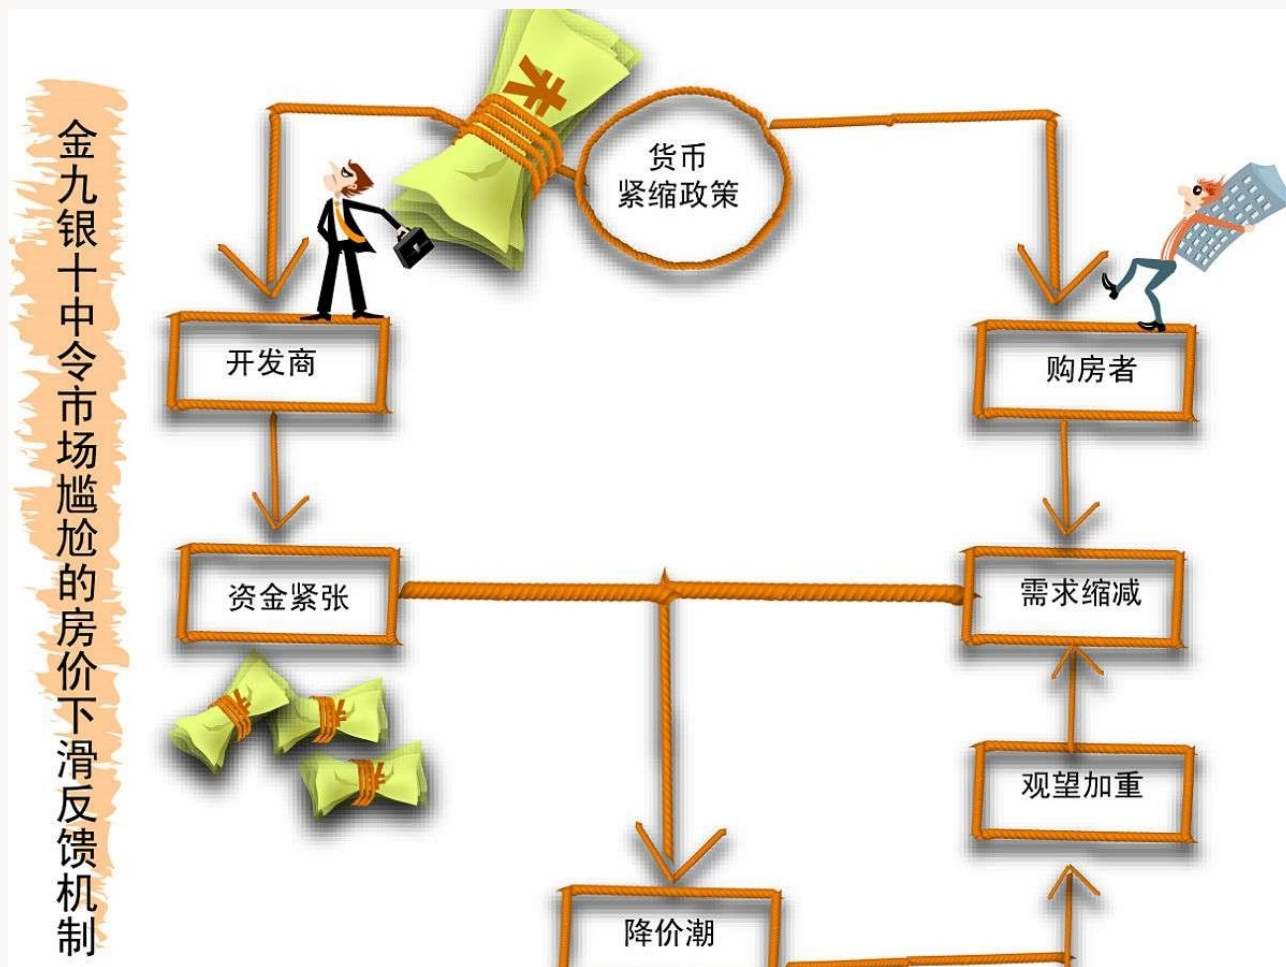 金九银十中令市场尴尬的房价下滑反馈机制
货币
紧缩政策
开发商
购房者
资金紧张
需求缩减
观望加重
降价潮